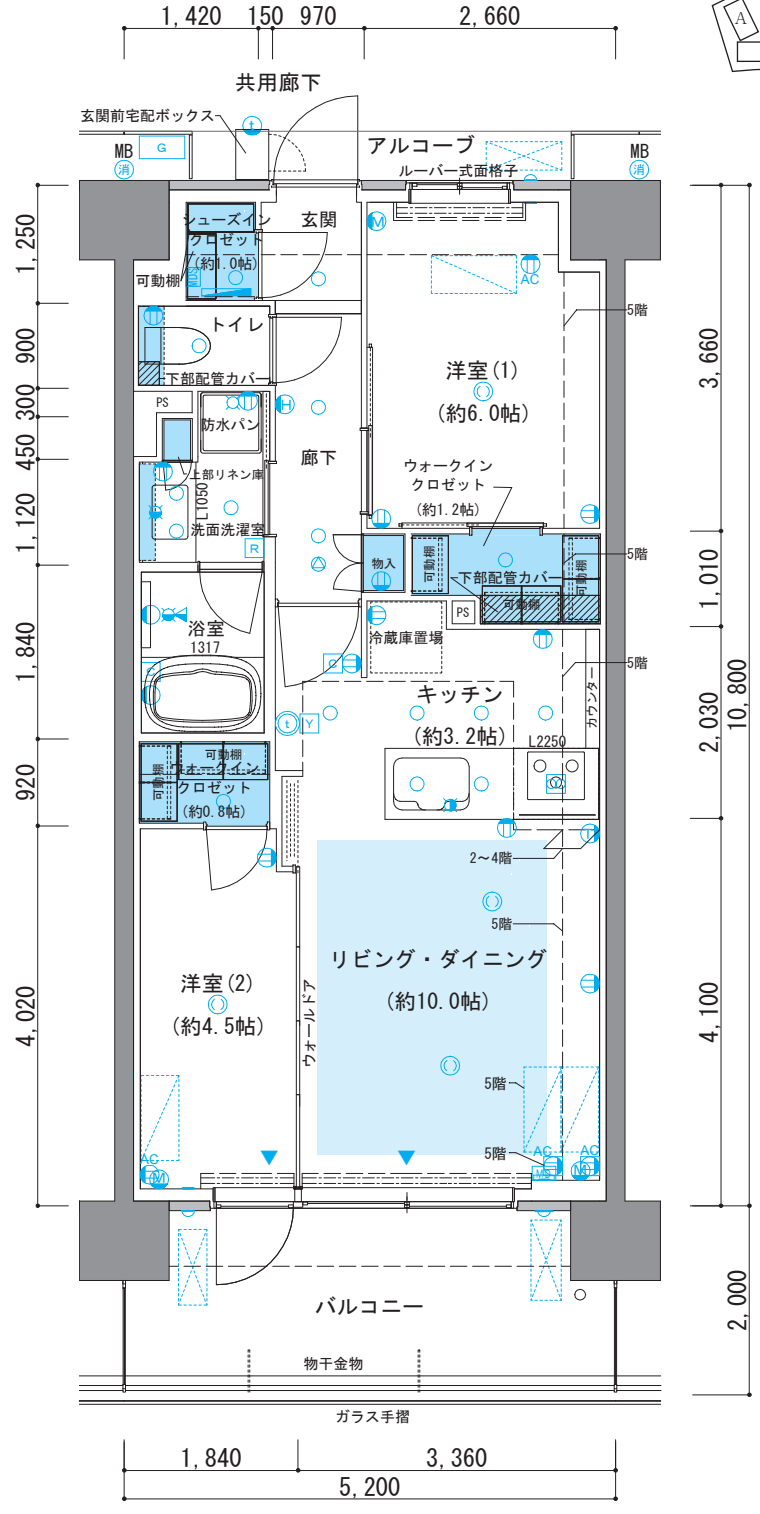 1,420 150 970 2,660
A
共用廊下
玄関前宅配ボックス
t
アルコーブ
MB
G
消
ルーバー式面格子
MB
消
シューズイン
クロゼット
(約1.0帖)
可動棚
MDS
玄関
M
AC
5階
トイレ
下部配管カバー
洋室(1)
(約6.0帖)
PS
防水パン
H
廊下
上部リネン庫
L1050
洗面洗濯室
R
ウォークイン
クロゼット
(約1.2帖)
物入
可動棚
下部配管カバー
可動棚
可動棚
5階
PS
浴室
1317
C
冷蔵庫置場
G
5階
キッチン
(約3.2帖)
カウンター
L2250
t
Y
可動棚
可動棚
ウォークイン
クロゼット
(約0.8帖)
2～4階
5階
リビング・ダイニング
(約10.0帖)
洋室(2)
(約4.5帖)
ウォールドア
5階
5階
AC
M
AC
AC
MD
M
バルコニー
物干金物
ガラス手摺
1,250
900
300
450
1,120
1,840
920
4,020
3,660
1,010
2,030
4,100
10,800
2,000
1,840 3,360
5,200